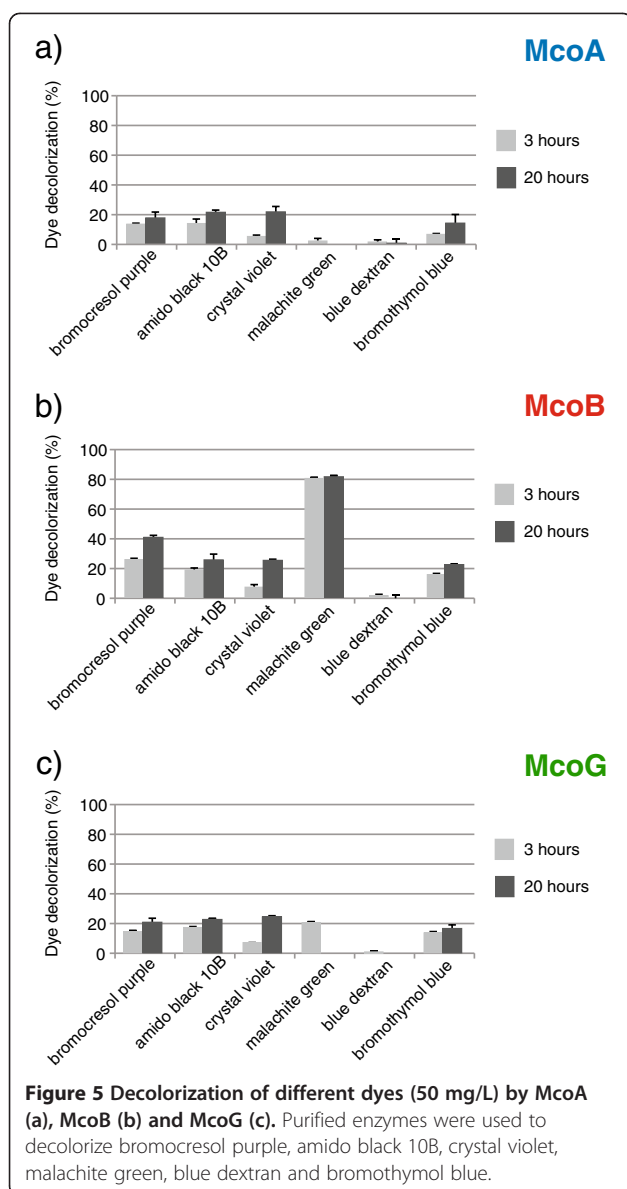 a)
McoA
Dye decolorization (%)
100
80
60
40
20
0
3 hours
20 hours
bromocresol purple
amido black 10B
crystal violet
malachite green
blue dextran
bromothymol blue
b)
McoB
Dye decolorization (%)
100
80
60
40
20
0
3 hours
20 hours
bromocresol purple
amido black 10B
crystal violet
malachite green
blue dextran
bromothymol blue
c)
McoG
Dye decolorization (%)
100
80
60
40
20
0
3 hours
20 hours
bromocresol purple
amido black 10B
crystal violet
malachite green
blue dextran
bromothymol blue
Figure 5 Decolorization of different dyes (50 mg/L) by McoA
(a), McoB (b) and McoG (c). Purified enzymes were used to
decolorize bromocresol purple, amido black 10B, crystal violet,
malachite green, blue dextran and bromothymol blue.